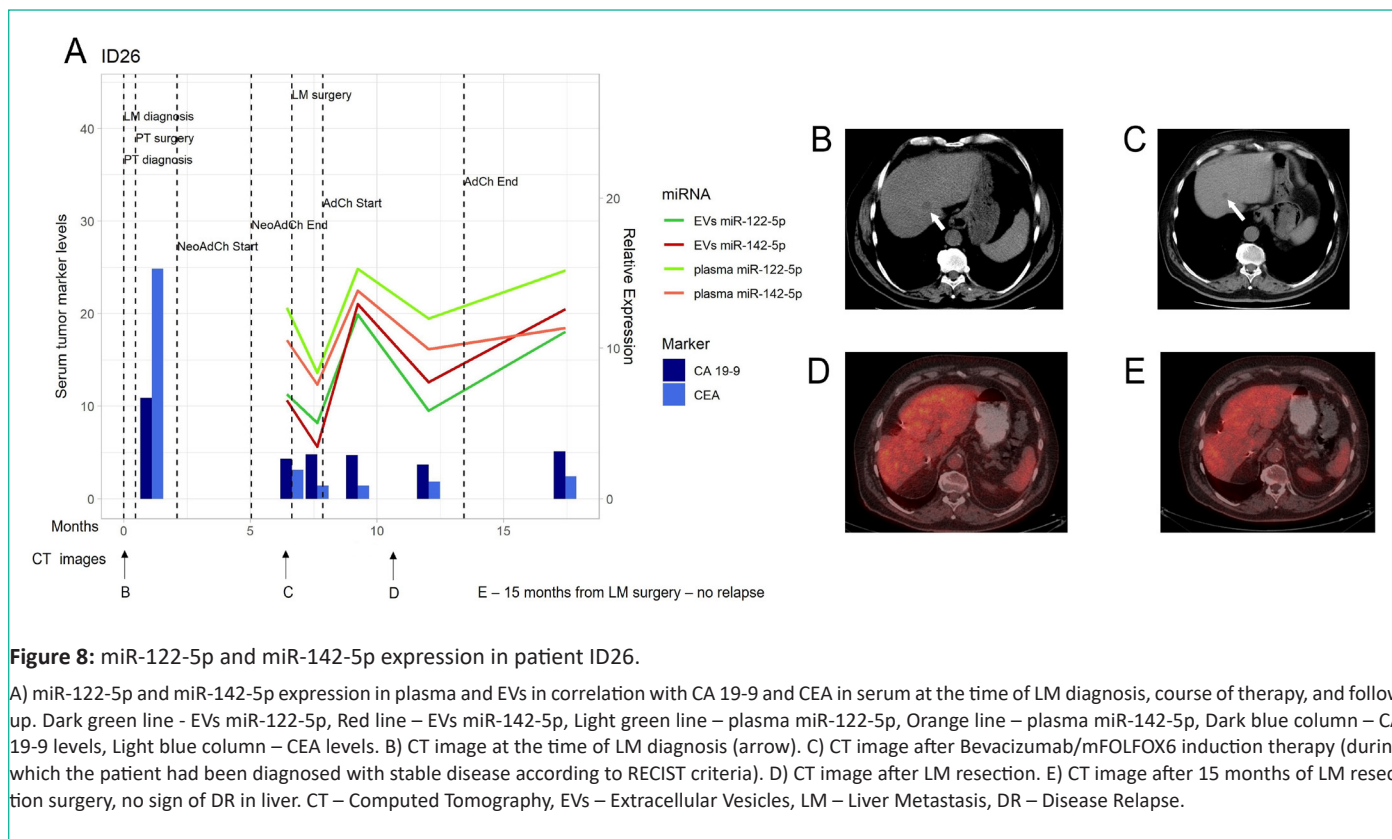 A ID26
Serum tumor marker levels
40
30
20
10
0
LM diagnosis
PT surgery
PT diagnosis
NeoAdCh Start
NeoAdCh End
LM surgery
AdCh Start
AdCh End
20
10
0
Relative Expression
Months 0 5 10 15
CT images
B C D E – 15 months from LM surgery – no relapse
miRNA
EVs miR-122-5p
EVs miR-142-5p
plasma miR-122-5p
plasma miR-142-5p
Marker
CA 19-9
CEA
B
C
D
E
Figure 8: miR-122-5p and miR-142-5p expression in patient ID26.
A) miR-122-5p and miR-142-5p expression in plasma and EVs in correlation with CA 19-9 and CEA in serum at the time of LM diagnosis, course of therapy, and follow
up. Dark green line - EVs miR-122-5p, Red line – EVs miR-142-5p, Light green line – plasma miR-122-5p, Orange line – plasma miR-142-5p, Dark blue column – CA
19-9 levels, Light blue column – CEA levels. B) CT image at the time of LM diagnosis (arrow). C) CT image after Bevacizumab/mFOLFOX6 induction therapy (durin
which the patient had been diagnosed with stable disease according to RECIST criteria). D) CT image after LM resection. E) CT image after 15 months of LM resec
tion surgery, no sign of DR in liver. CT – Computed Tomography, EVs – Extracellular Vesicles, LM – Liver Metastasis, DR – Disease Relapse.